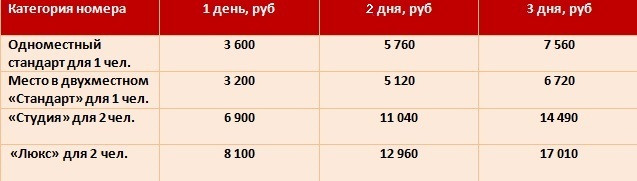 Категория номера 1 день, руб 2 дня, руб 3 дня, руб
Одноместный
стандарт для 1 чел. 3 600 5 760 7 560
Место в двухместном
«Стандарт» для 1 чел. 3 200 5 120 6 720
«Студия» для 2 чел. 6 900 11 040 14 490
«Люкс» для 2 чел. 8 100 12 960 17 010